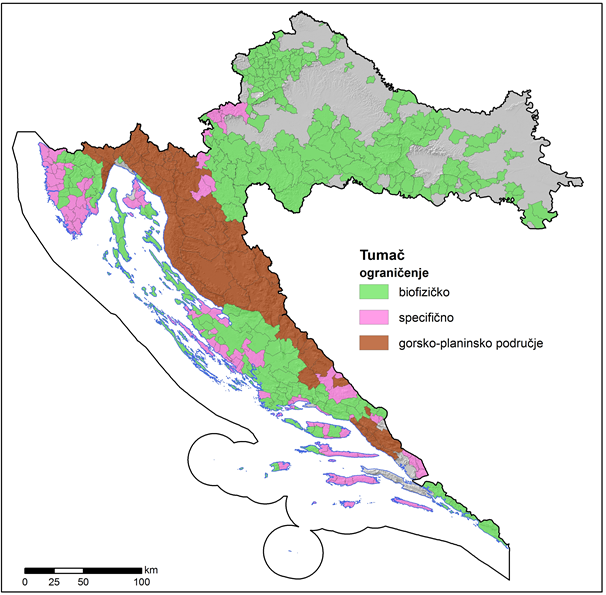 Tumač
ograničenje
biofizičko
specifično
gorsko-planinsko područje
km
0 25 50 100